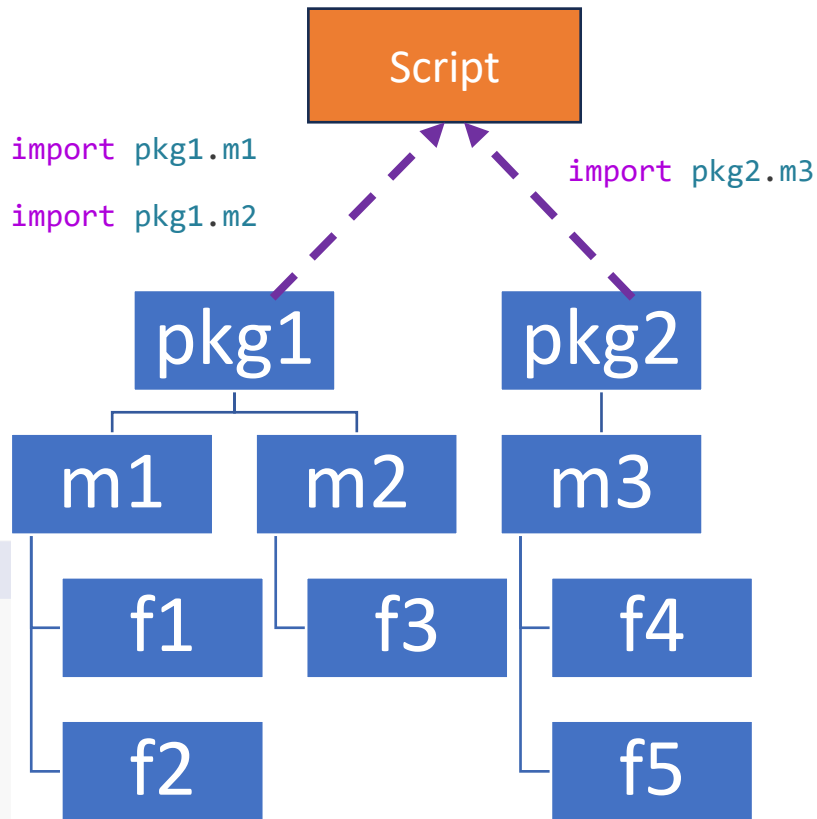 Script
import pkg1.m1
import pkg2.m3
import pkg1.m2
pkg1
pkg2
m1
m2
m3
f1
f3
f4
f2
f5